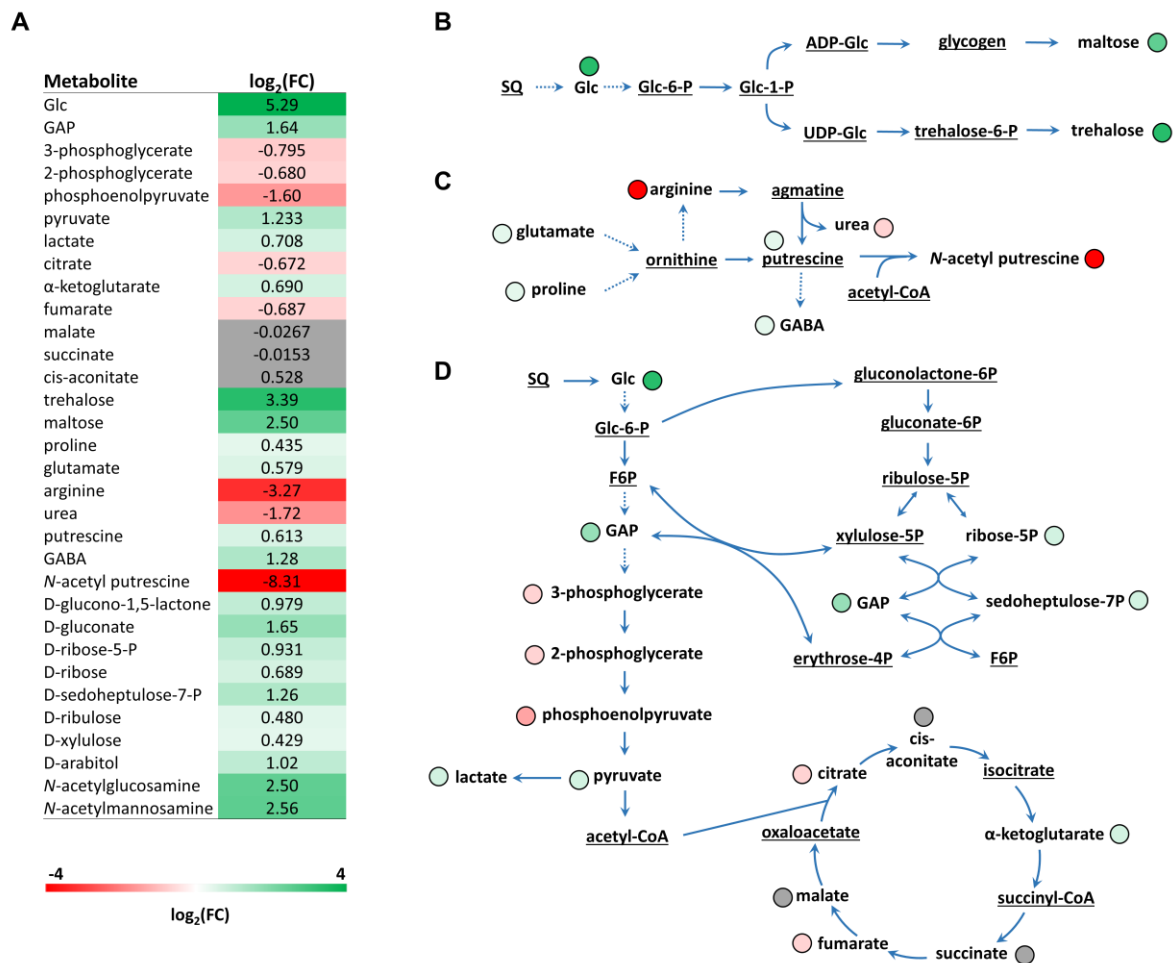 A
Metabolite log₂(FC)
Glc 5.29
GAP 1.64
3-phosphoglycerate -0.795
2-phosphoglycerate -0.680
phosphoenolpyruvate -1.60
pyruvate 1.233
lactate 0.708
citrate -0.672
α-ketoglutarate 0.690
fumarate -0.687
malate -0.0267
succinate -0.0153
cis-aconitate 0.528
trehalose 3.39
maltose 2.50
proline 0.435
glutamate 0.579
arginine -3.27
urea -1.72
putrescine 0.613
GABA 1.28
N-acetyl putrescine -8.31
D-glucono-1,5-lactone 0.979
D-gluconate 1.65
D-ribose-5-P 0.931
D-ribose 0.689
D-sedoheptulose-7-P 1.26
D-ribulose 0.480
D-xylulose 0.429
D-arabitol 1.02
N-acetylglucosamine 2.50
N-acetylmannosamine 2.56
-4 4
log₂(FC)
B
ADP-Glc glycogen maltose
SQ Glc Glc-6-P Glc-1-P
UDP-Glc trehalose-6-P trehalose
C
arginine agmatine
urea
glutamate
ornithine putrescine N-acetyl putrescine
proline acetyl-CoA
GABA
D
SQ Glc gluconolactone-6P
Glc-6-P gluconate-6P
F6P ribulose-5P
GAP xylulose-5P ribose-5P
3-phosphoglycerate GAP sedoheptulose-7P
2-phosphoglycerate erythrose-4P F6P
phosphoenolpyruvate
cis-
aconitate
lactate pyruvate citrate isocitrate
acetyl-CoA oxaloacetate α-ketoglutarate
malate succinyl-CoA
fumarate succinate